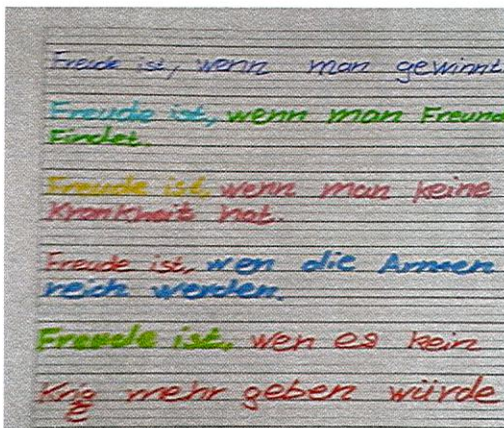 Freude ist, wenn man gewinnt
Freude ist, wenn man Freund
Findet.
Freude ist, wenn man keine
Krankheit hat.
Freude ist, wen die Armen
reich werden.
Freude ist, wen es kein
Krig mehr geben würde
e